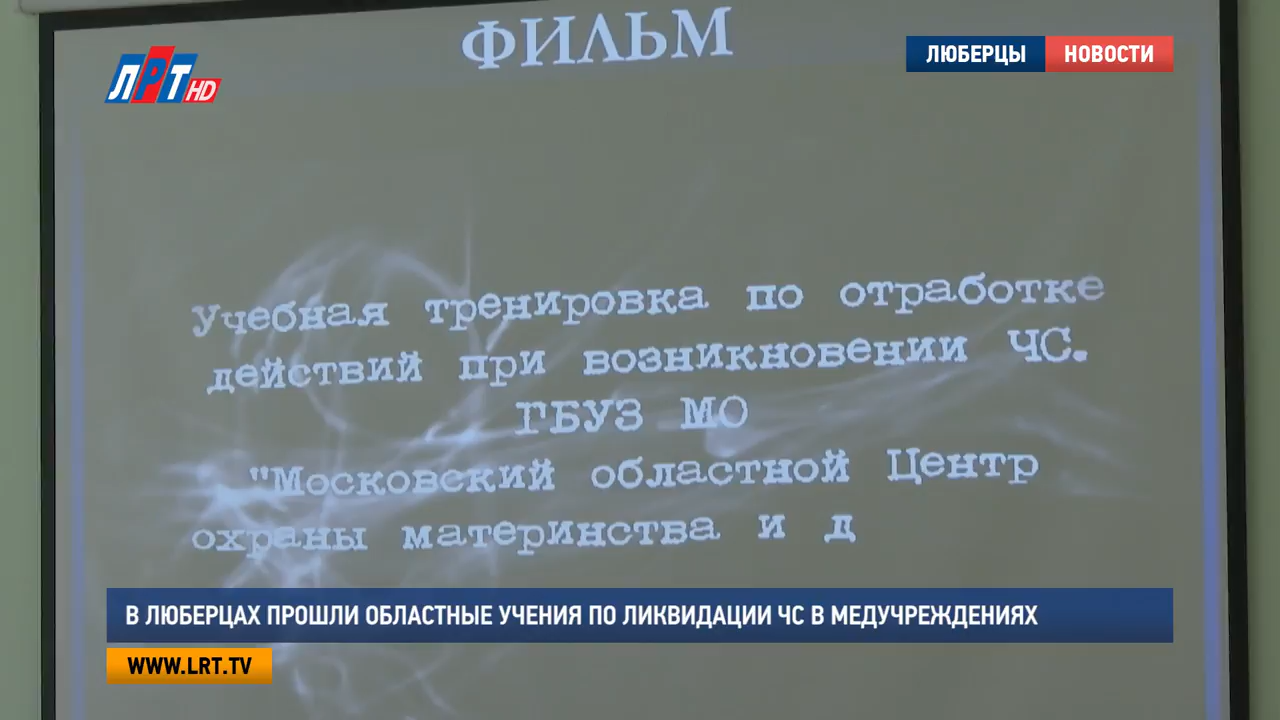 ФИЛЬМ
ЛРТ HD
ЛЮБЕРЦЫ НОВОСТИ
Учебная тренировка по отработке
действий при возникновении ЧС.
ГБУЗ МО
"Московский областной Центр
охраны материнства и д
В ЛЮБЕРЦАХ ПРОШЛИ ОБЛАСТНЫЕ УЧЕНИЯ ПО ЛИКВИДАЦИИ ЧС В МЕДУЧРЕЖДЕНИЯХ
WWW.LRT.TV